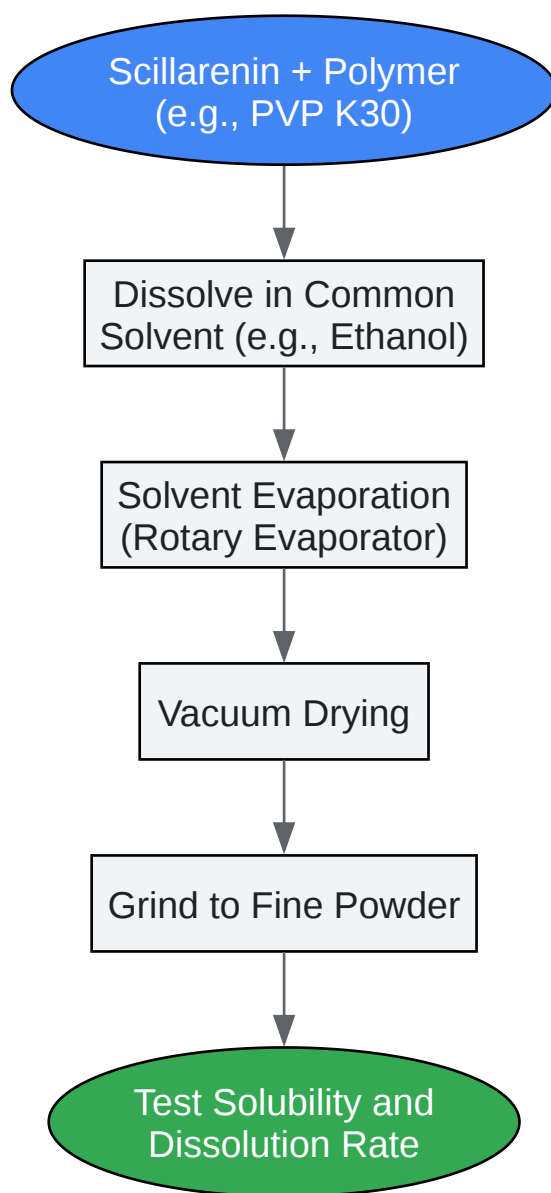 Scillarenin + Polymer
(e.g., PVP K30)
Dissolve in Common
Solvent (e.g., Ethanol)
Solvent Evaporation
(Rotary Evaporator)
Vacuum Drying
Grind to Fine Powder
Test Solubility and
Dissolution Rate